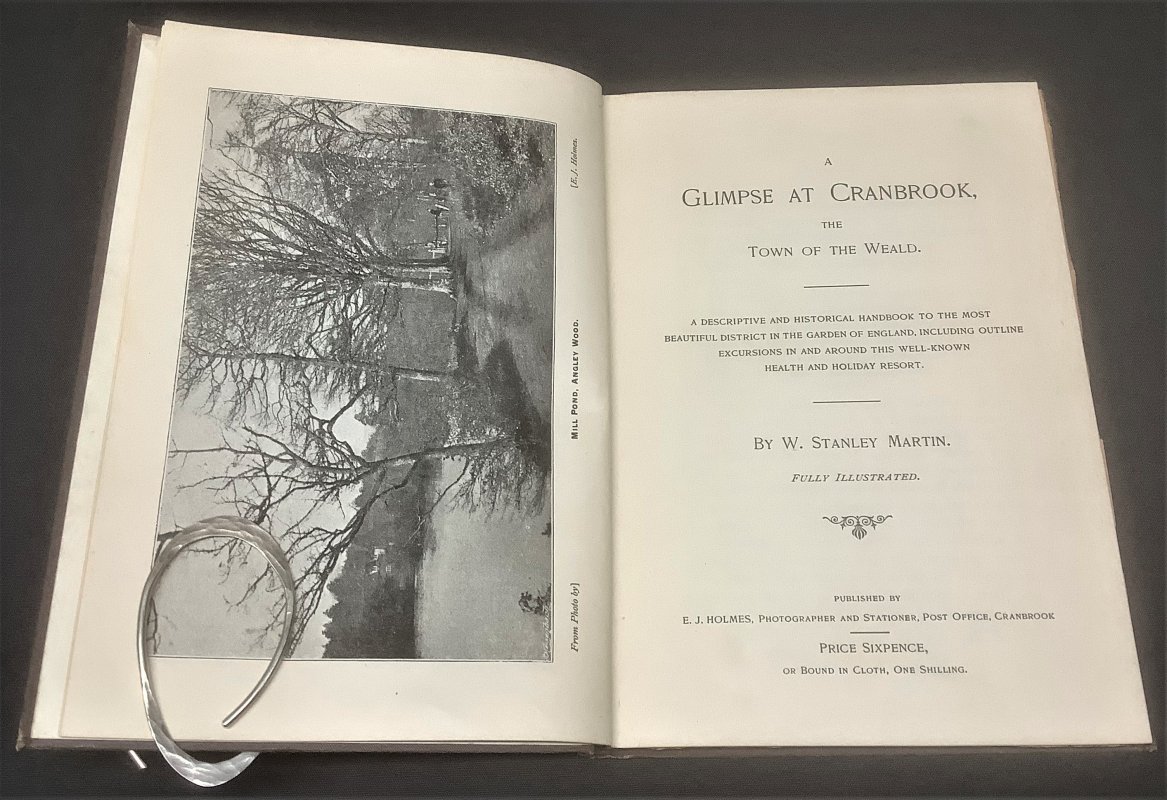 From Photo by]
MILL POND, ANGLEY WOOD.
[E. J. Holmes.
A
GLIMPSE AT CRANBROOK,
THE
TOWN OF THE WEALD.
A DESCRIPTIVE AND HISTORICAL HANDBOOK TO THE MOST
BEAUTIFUL DISTRICT IN THE GARDEN OF ENGLAND, INCLUDING OUTLINE
EXCURSIONS IN AND AROUND THIS WELL-KNOWN
HEALTH AND HOLIDAY RESORT.
BY W. STANLEY MARTIN.
FULLY ILLUSTRATED.
PUBLISHED BY
E. J. HOLMES, PHOTOGRAPHER AND STATIONER, POST OFFICE, CRANBROOK
PRICE SIXPENCE,
OR BOUND IN CLOTH, ONE SHILLING.